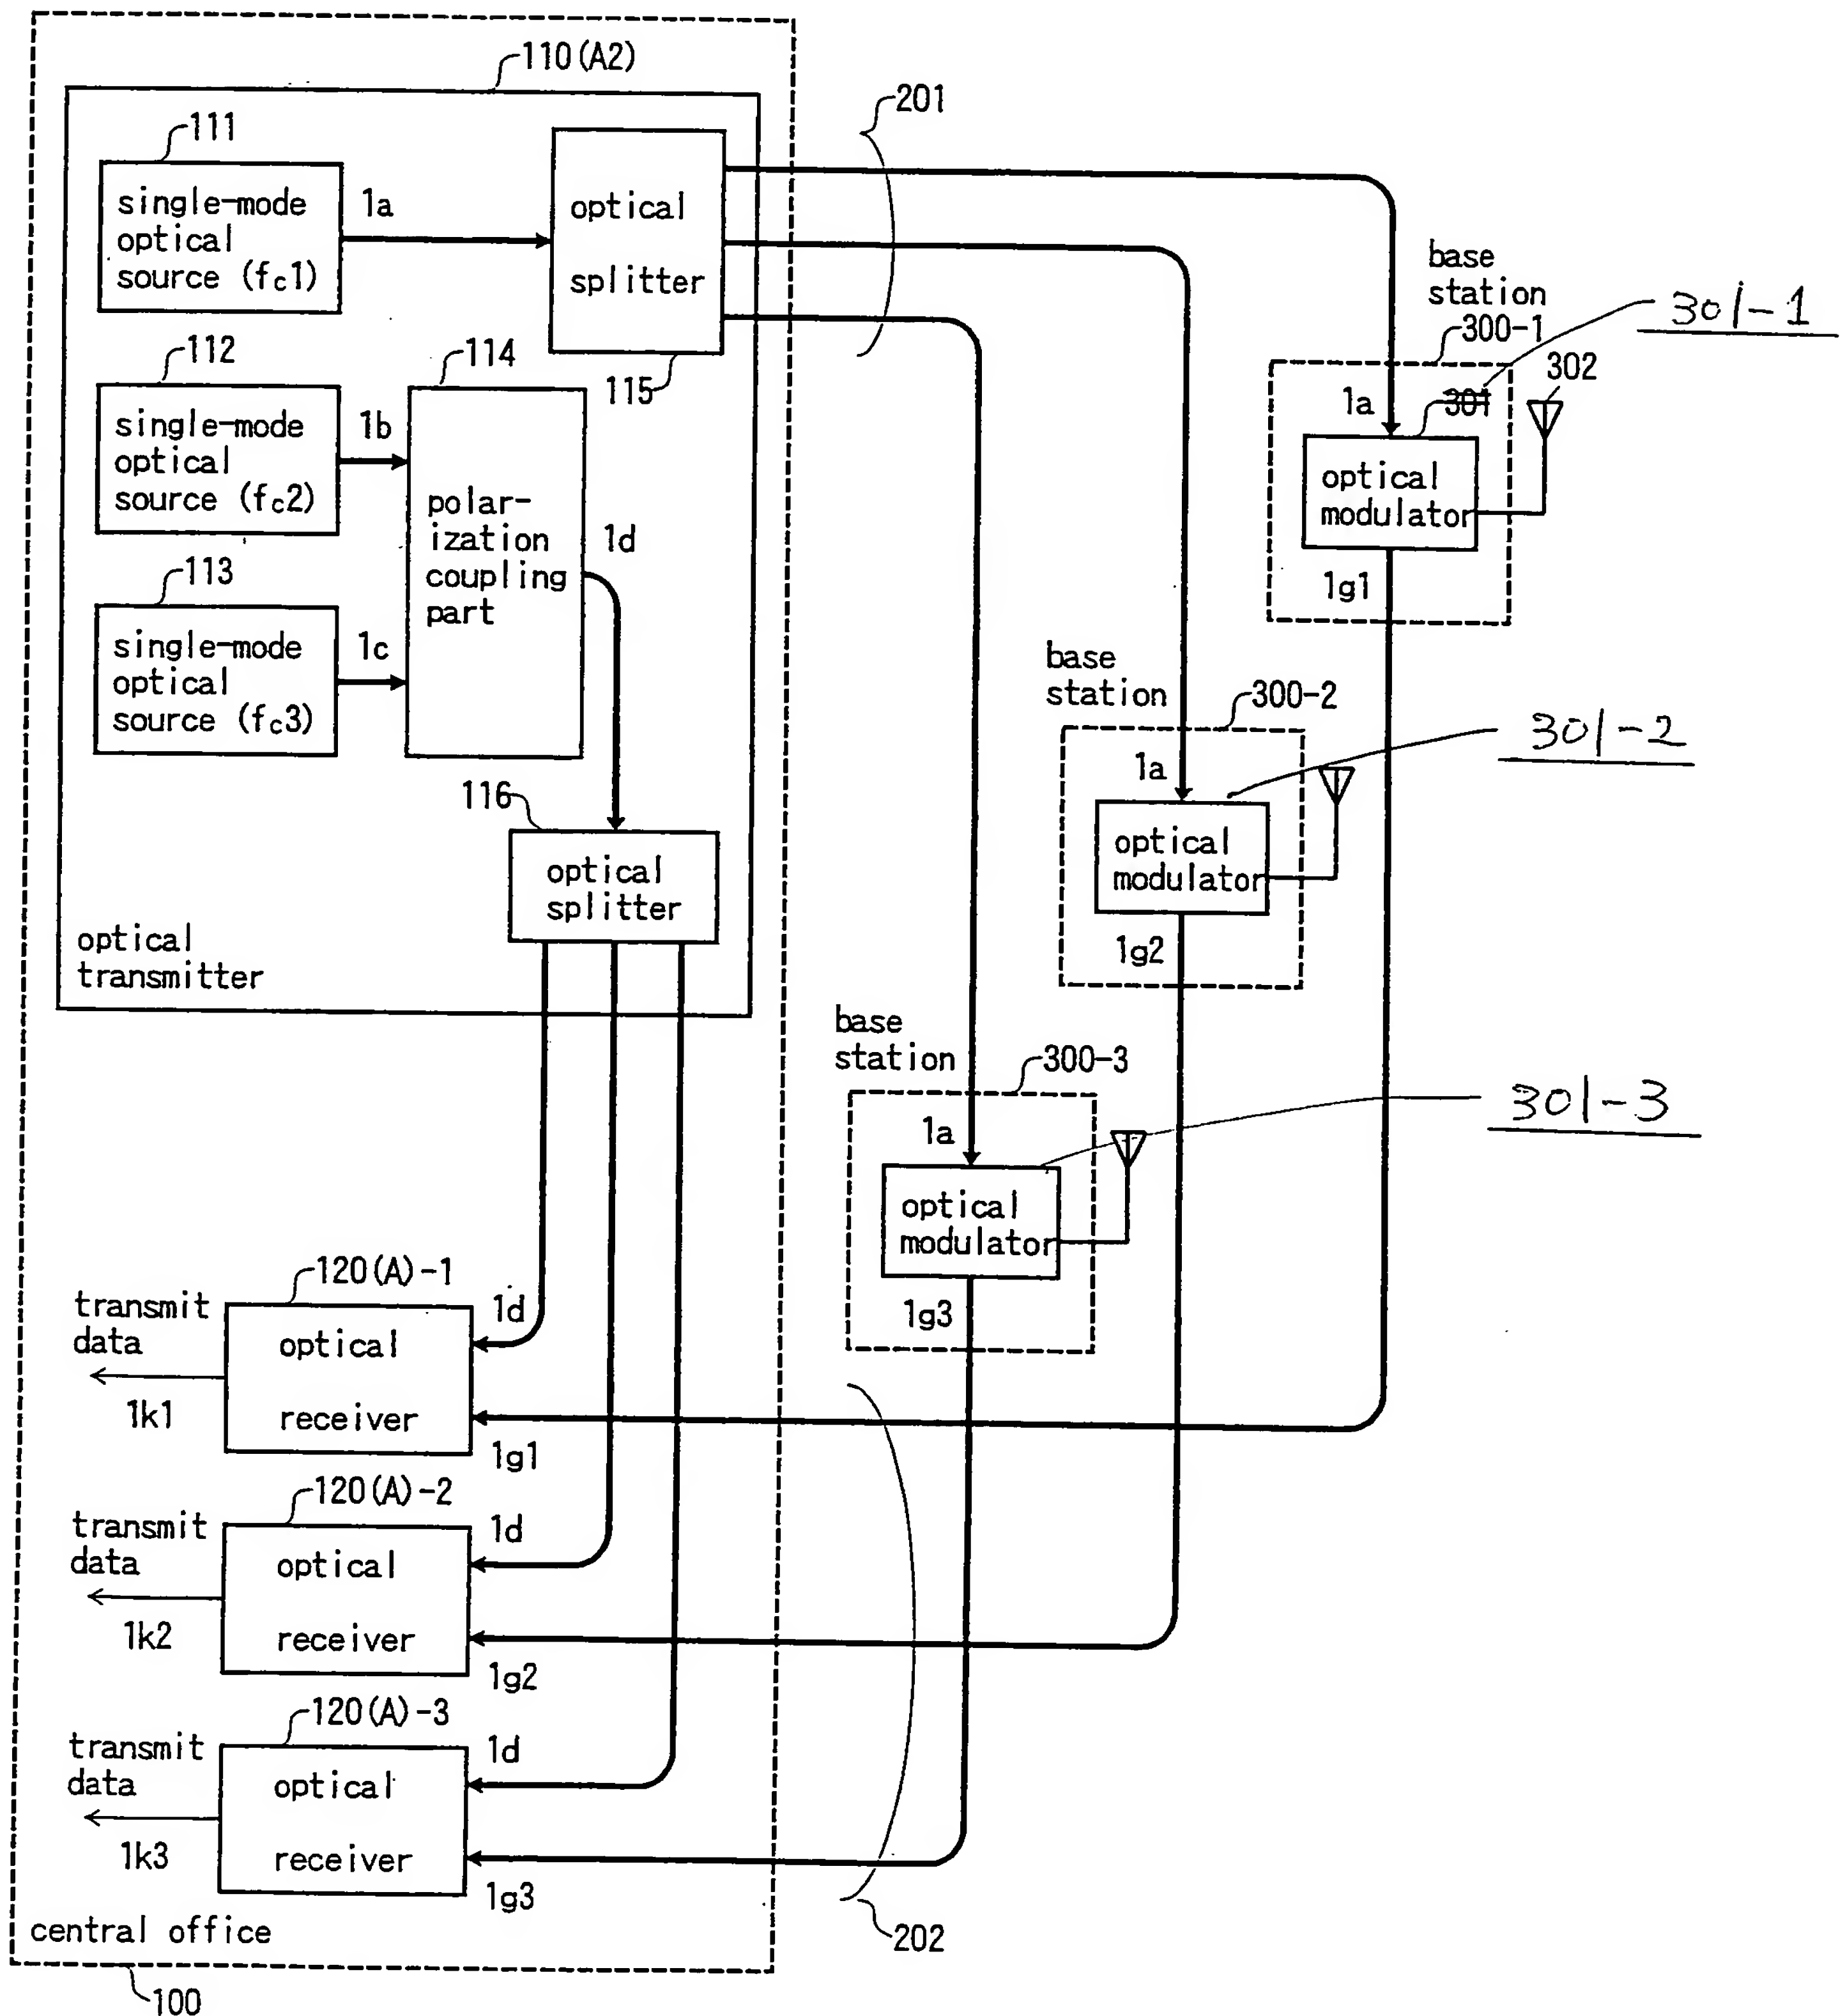 110(A2)
201
111
single-mode
optical
source (fc1)
1a
optical
splitter
115
112
single-mode
optical
source (fc2)
1b
114
polar-
ization
coupling
part
1d
113
single-mode
optical
source (fc3)
1c
116
optical
splitter
optical
transmitter
base
station
300-1
301-1
302
1a
301
optical
modulator
1g1
base
station
300-2
301-2
1a
optical
modulator
1g2
base
station
300-3
301-3
1a
optical
modulator
1g3
120(A)-1
transmit
data
1k1
optical
receiver
1d
1g1
120(A)-2
transmit
data
1k2
optical
receiver
1d
1g2
120(A)-3
transmit
data
1k3
optical
receiver
1d
1g3
central office
202
100